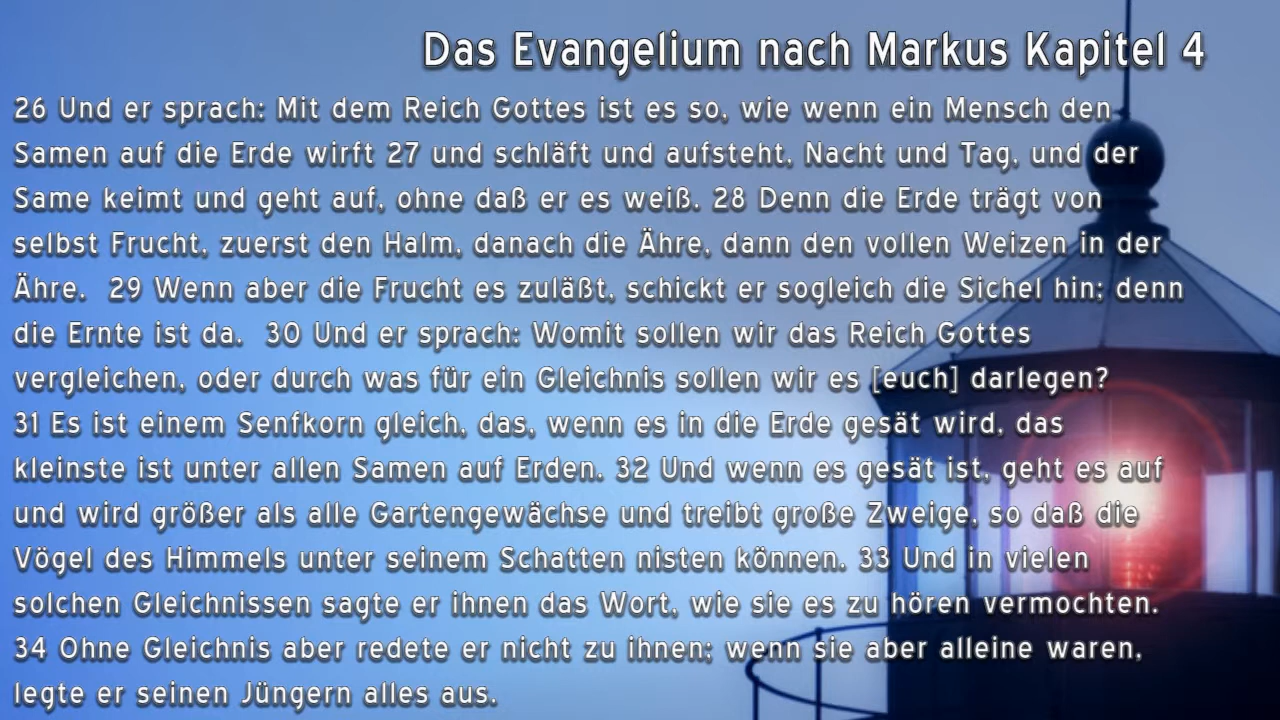 Das Evangelium nach Markus Kapitel 4
26 Und er sprach: Mit dem Reich Gottes ist es so, wie wenn ein Mensch den
Samen auf die Erde wirft 27 und schläft und aufsteht, Nacht und Tag, und der
Same keimt und geht auf, ohne daß er es weiß. 28 Denn die Erde trägt von
selbst Frucht, zuerst den Halm, danach die Ähre, dann den vollen Weizen in der
Ähre.  29 Wenn aber die Frucht es zuläßt, schickt er sogleich die Sichel hin; denn
die Ernte ist da.  30 Und er sprach: Womit sollen wir das Reich Gottes
vergleichen, oder durch was für ein Gleichnis sollen wir es [euch] darlegen?
31 Es ist einem Senfkorn gleich, das, wenn es in die Erde gesät wird, das
kleinste ist unter allen Samen auf Erden. 32 Und wenn es gesät ist, geht es auf
und wird größer als alle Gartengewächse und treibt große Zweige, so daß die
Vögel des Himmels unter seinem Schatten nisten können. 33 Und in vielen
solchen Gleichnissen sagte er ihnen das Wort, wie sie es zu hören vermochten.
34 Ohne Gleichnis aber redete er nicht zu ihnen; wenn sie aber alleine waren,
legte er seinen Jüngern alles aus.